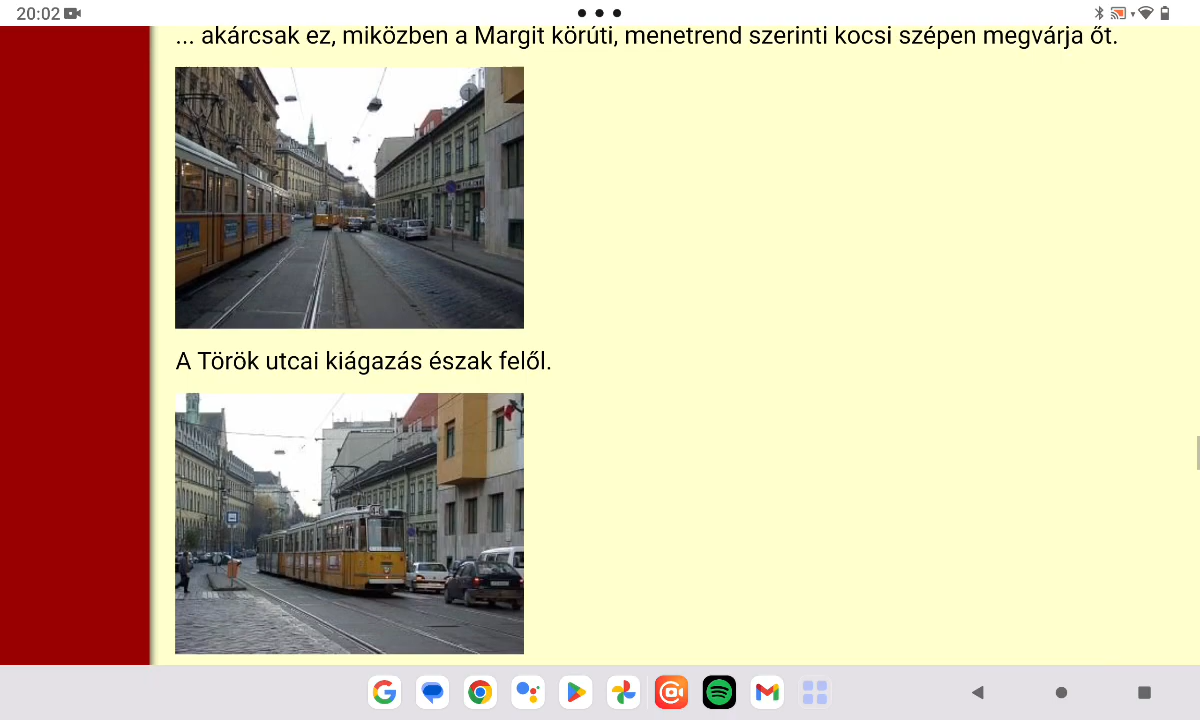 20:02
... akárcsak ez, miközben a Margit körúti, menetrend szerinti kocsi szépen megvárja őt.
A Török utcai kiágazás észak felől.